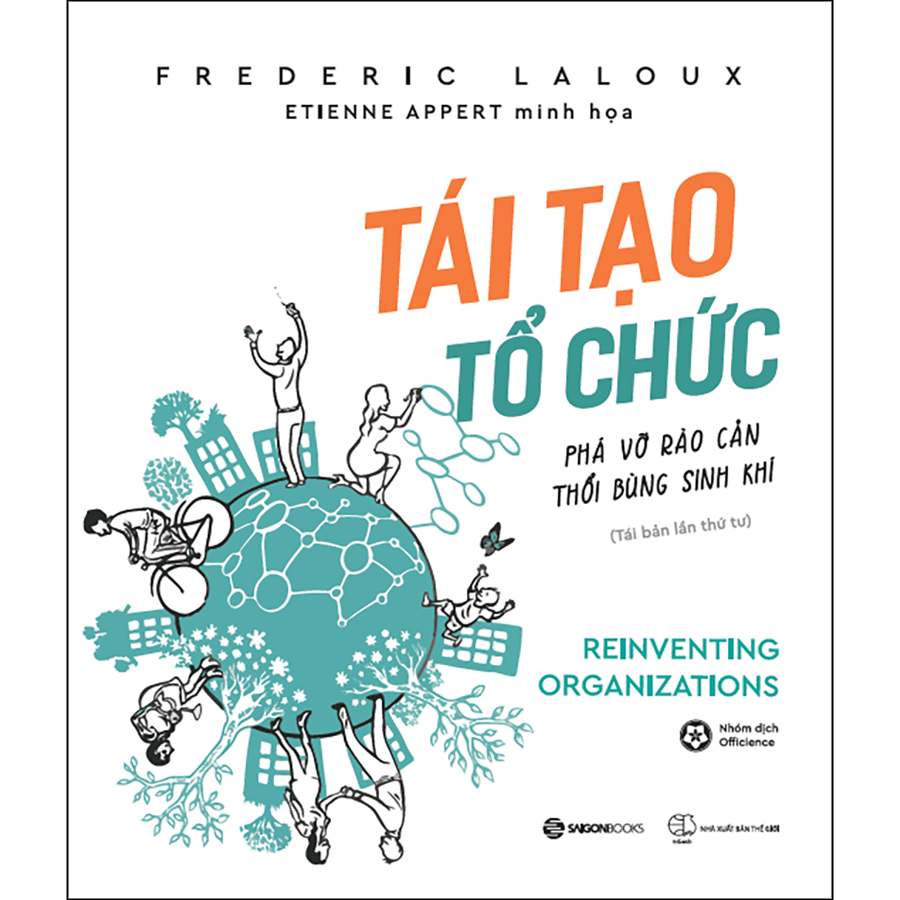 FREDERIC LALOUX
ETIENNE APPERT minh họa
TÁI TẠO
TỔ CHỨC
PHÁ VỠ RÀO CẢN
THỔI BÙNG SINH KHÍ
(Tái bản lần thứ tư)
REINVENTING
ORGANIZATIONS
Nhóm dịch
Officience
SAIGONBOOKS
NHÀ XUẤT BẢN THẾ GIỚI